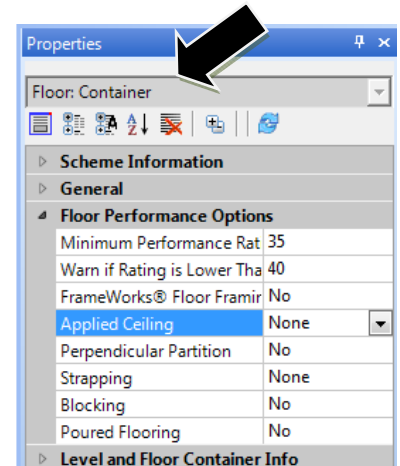 Properties
Floor: Container
Scheme Information
General
Floor Performance Options
Minimum Performance Rat 35
Warn if Rating is Lower Tha 40
FrameWorks® Floor Framir No
Applied Ceiling None
Perpendicular Partition No
Strapping None
Blocking No
Poured Flooring No
Level and Floor Container Info